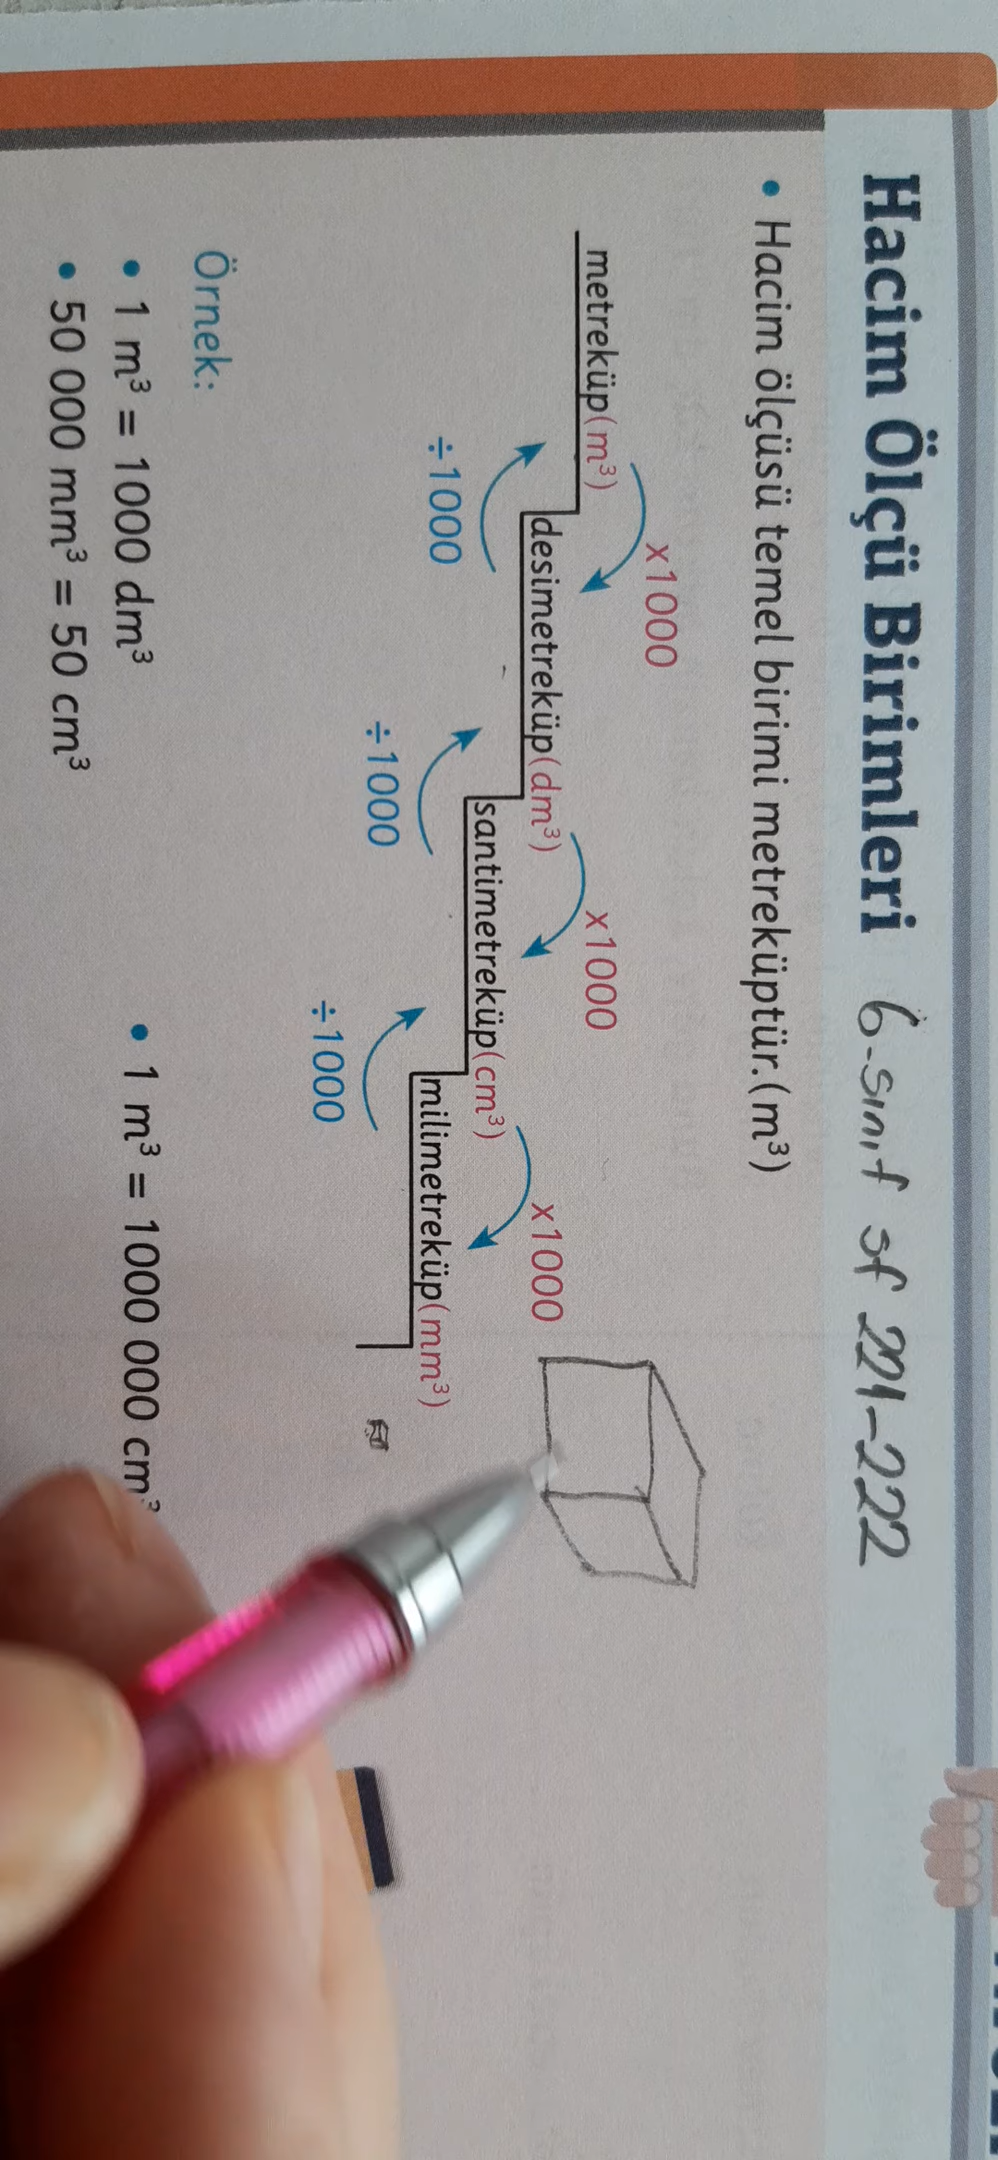 Hacim Ölçü Birimleri 6-sınıf sf 221-222
• Hacim ölçüsü temel birimi metreküptür.(m³)
x1000
metreküp(m³)
x1000
desimetreküp(dm³)
÷1000
x1000
santimetreküp(cm³)
÷1000
milimetreküp(mm³)
÷1000
Örnek:
• 1 m³ = 1000 dm³ • 1 m³ = 1000 000 cm³
• 50 000 mm³ = 50 cm³